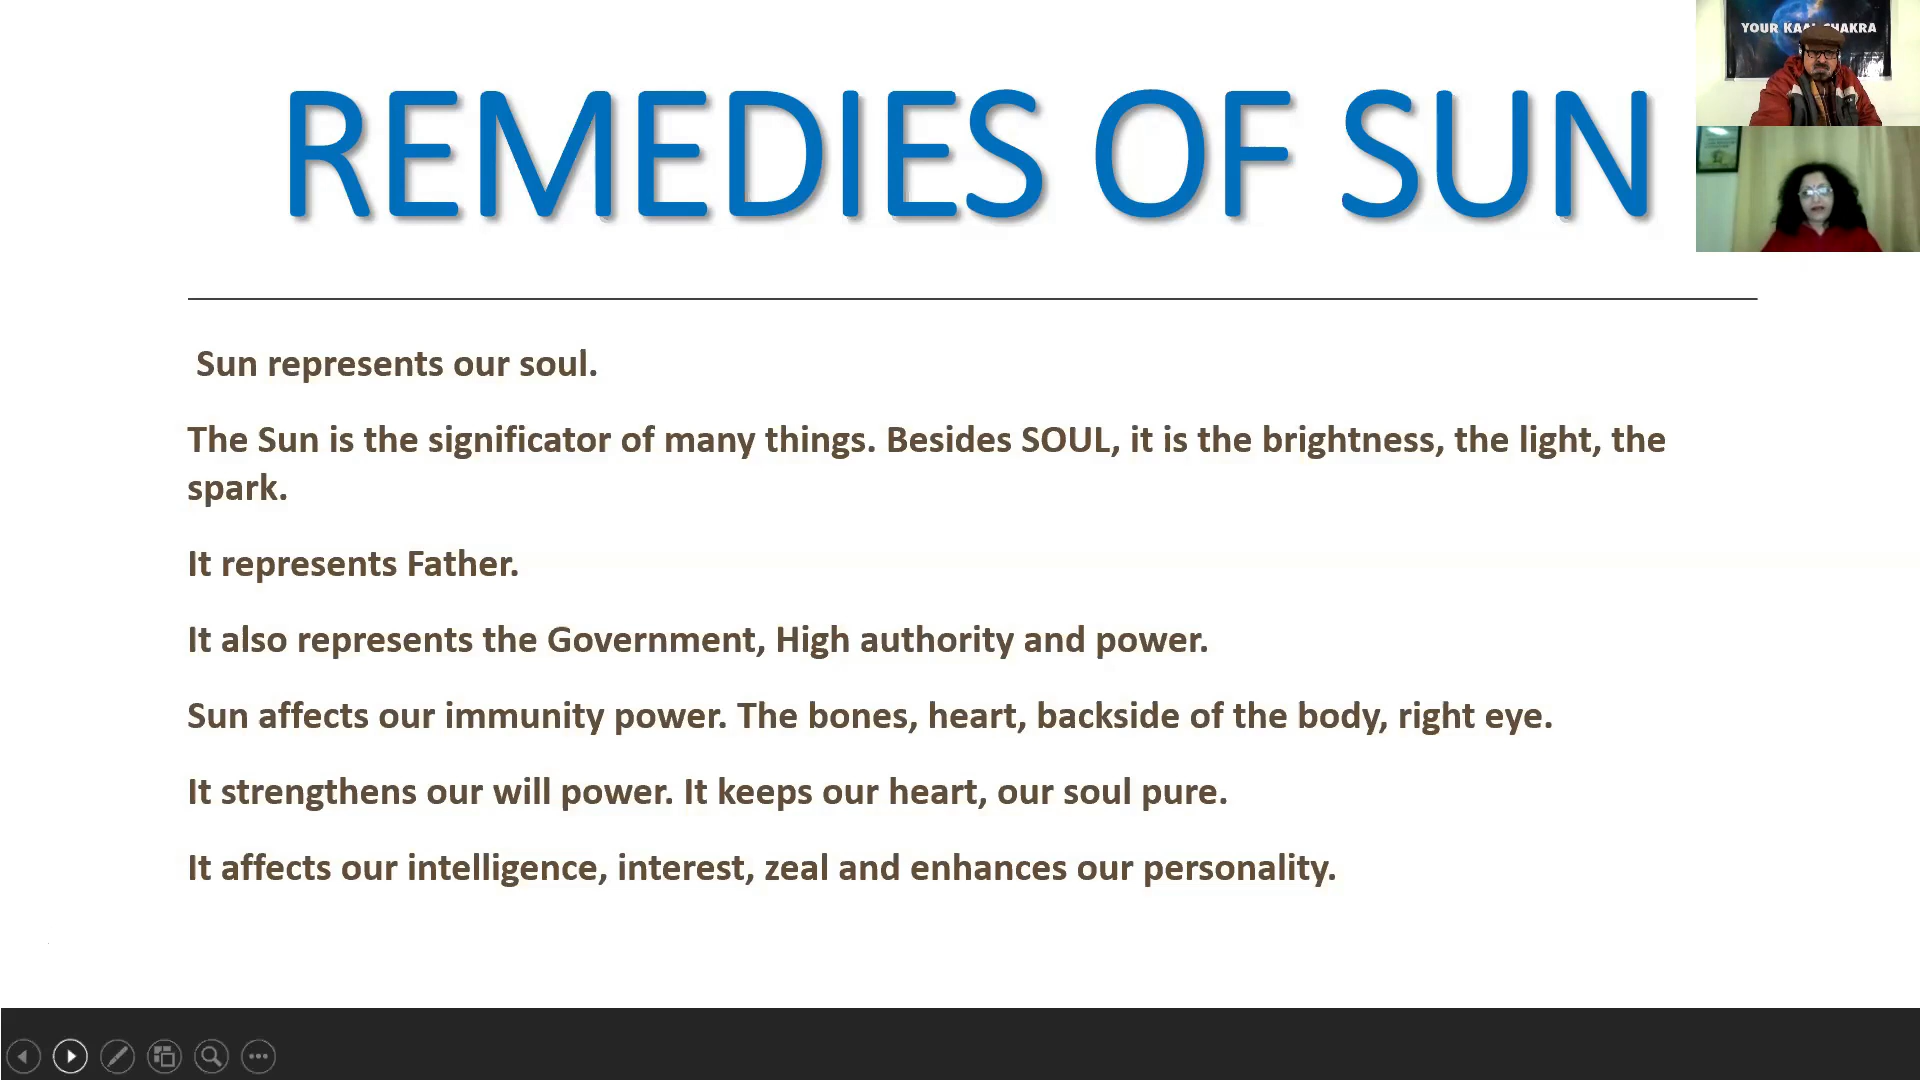 YOUR KAAL CHAKRA
REMEDIES OF SUN
Sun represents our soul.
The Sun is the significator of many things. Besides SOUL, it is the brightness, the light, the
spark.
It represents Father.
It also represents the Government, High authority and power.
Sun affects our immunity power. The bones, heart, backside of the body, right eye.
It strengthens our will power. It keeps our heart, our soul pure.
It affects our intelligence, interest, zeal and enhances our personality.